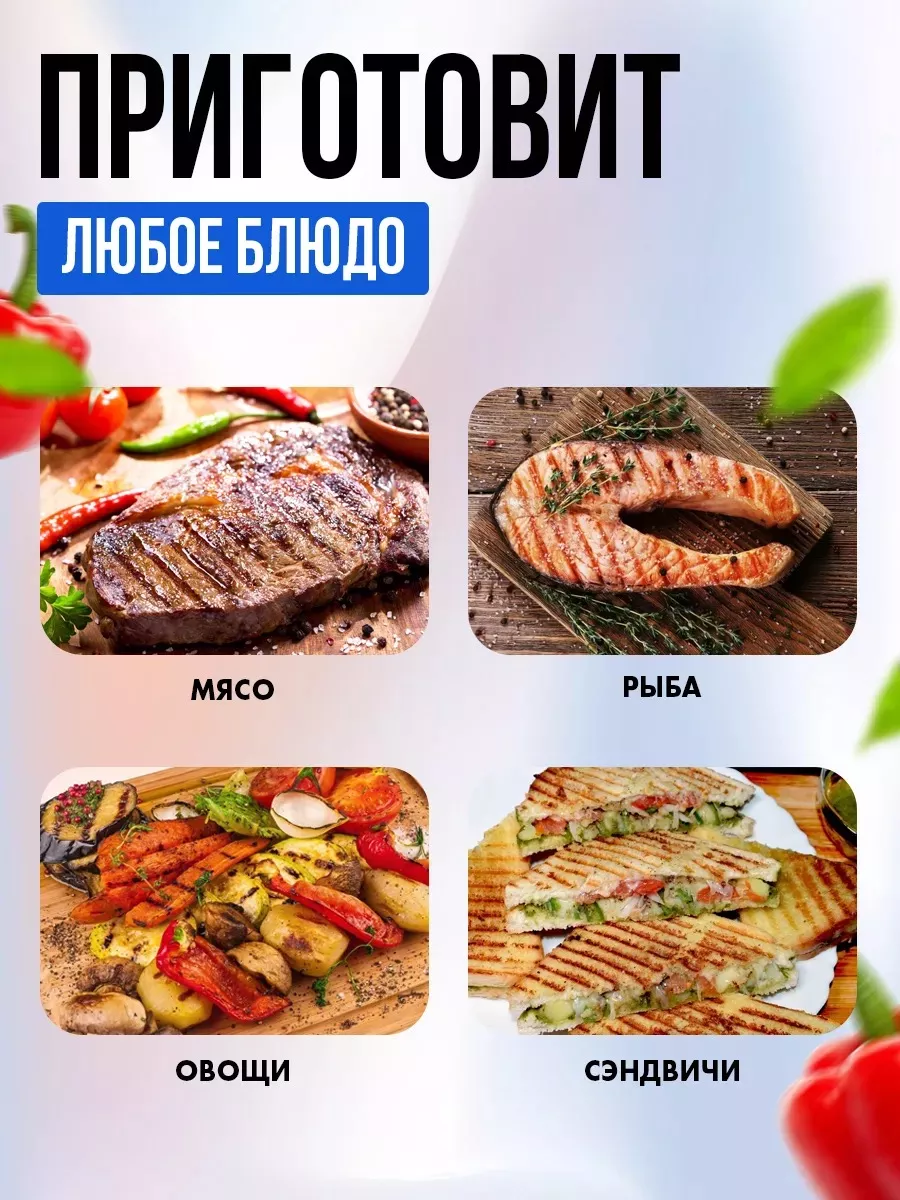 ПРИГОТОВИТ
ЛЮБОЕ БЛЮДО
МЯСО
РЫБА
ОВОЩИ
СЭНДВИЧИ